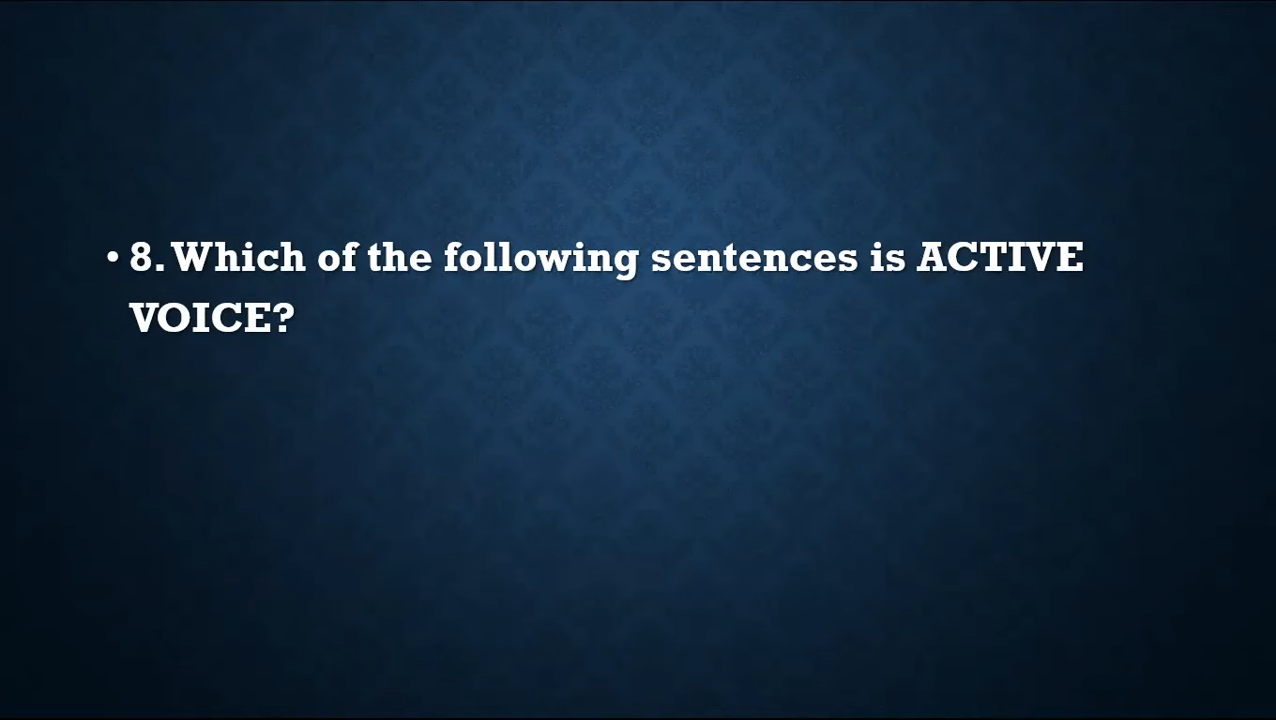 • 8. Which of the following sentences is ACTIVE
VOICE?